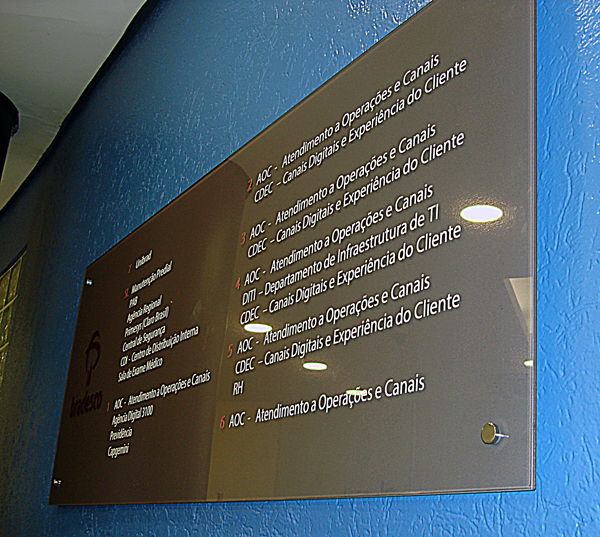 T Unibrad
Manutenção Predial
PAB
Agência Regional
Primesys (Claro Brasil)
Central de Segurança
CDI - Centro de Distribuição Interna
Sala de Exame Médico
1 AOC - Atendimento a Operações e Canais
Agência Digital 3100
Previdência
Capgemini
bradesco
2 AOC - Atendimento a Operações e Canais
CDEC - Canais Digitais e Experiência do Cliente
3 AOC - Atendimento a Operações e Canais
CDEC - Canais Digitais e Experiência do Cliente
4 AOC - Atendimento a Operações e Canais
DITI – Departamento de Infraestrutura de TI
CDEC – Canais Digitais e Experiência do Cliente
5 AOC - Atendimento a Operações e Canais
CDEC – Canais Digitais e Experiência do Cliente
RH
6 AOC - Atendimento a Operações e Canais